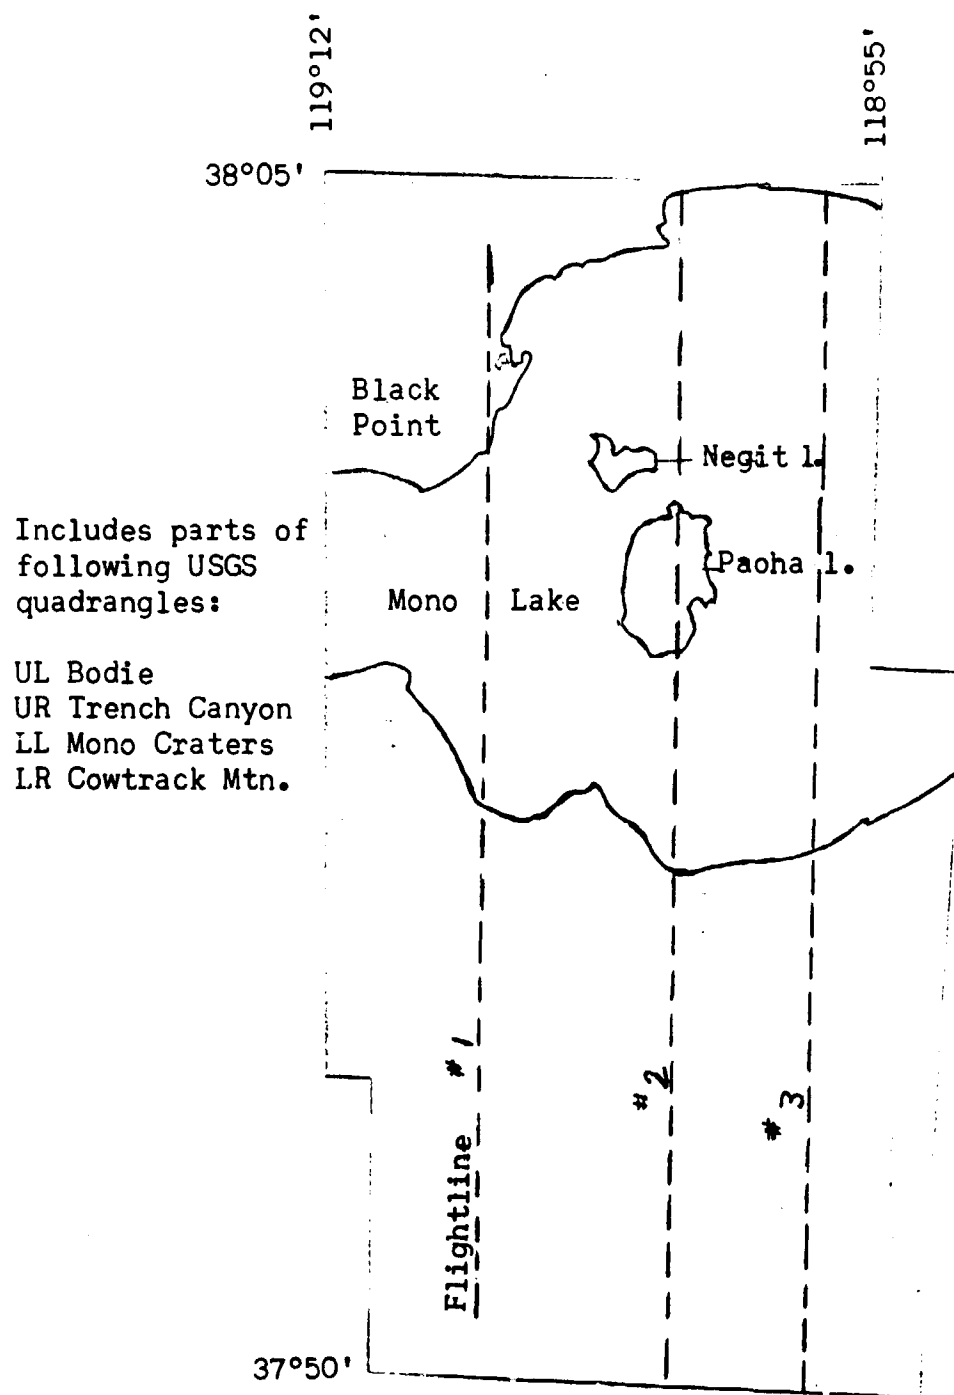 119°12'
118°55'
38°05'
Black
Point
Negit l.
Includes parts of
following USGS
quadrangles:
Paoha l.
Mono Lake
UL Bodie
UR Trench Canyon
LL Mono Craters
LR Cowtrack Mtn.
Flightline #1
#2
#3
37°50'